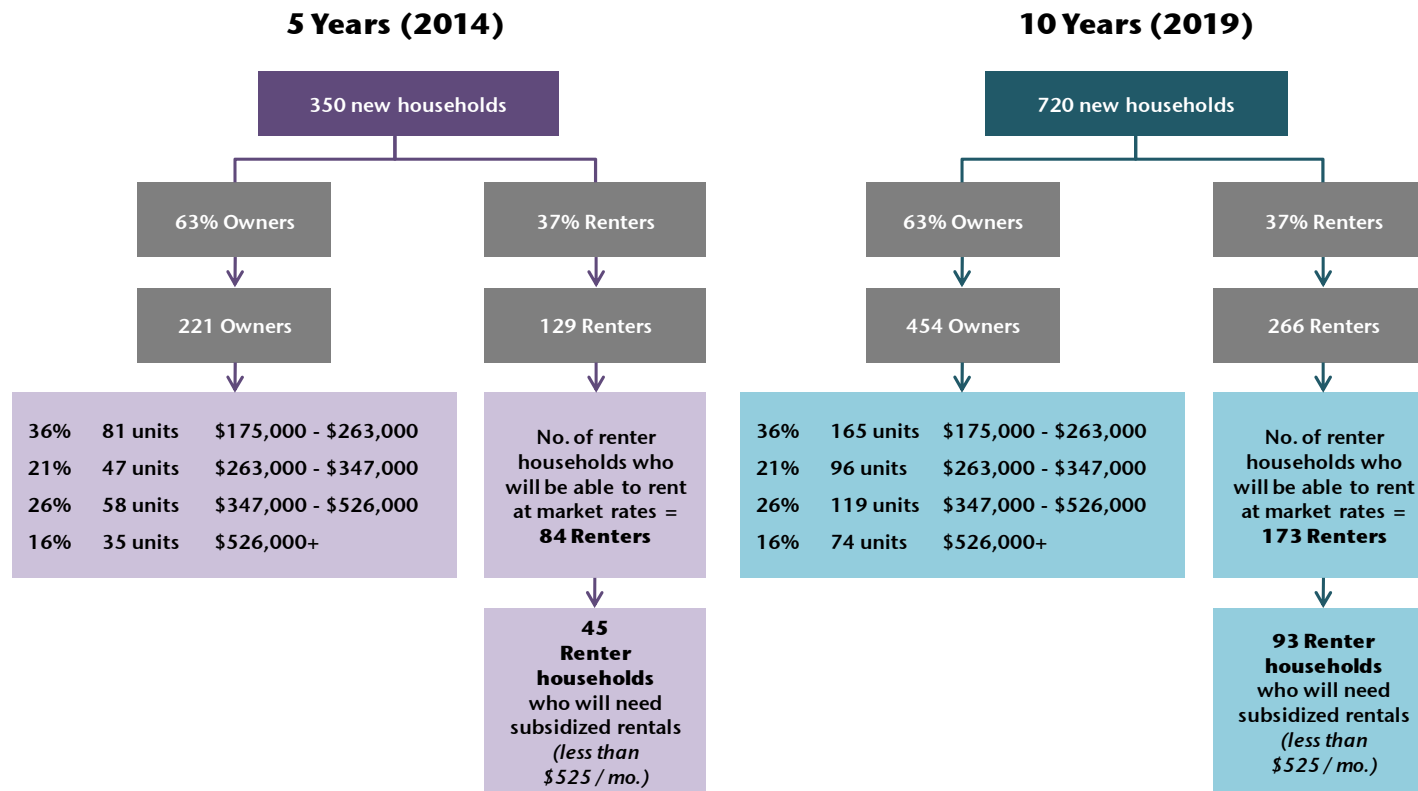 5 Years (2014)
350 new households
63% Owners
37% Renters
221 Owners
129 Renters
36% 81 units $175,000 - $263,000
21% 47 units $263,000 - $347,000
26% 58 units $347,000 - $526,000
16% 35 units $526,000+
No. of renter
households who
will be able to rent
at market rates =
84 Renters
45
Renter
households
who will need
subsidized rentals
(less than
$525 / mo.)
10 Years (2019)
720 new households
63% Owners
37% Renters
454 Owners
266 Renters
36% 165 units $175,000 - $263,000
21% 96 units $263,000 - $347,000
26% 119 units $347,000 - $526,000
16% 74 units $526,000+
No. of renter
households who
will be able to rent
at market rates =
173 Renters
93 Renter
households
who will need
subsidized rentals
(less than
$525 / mo.)